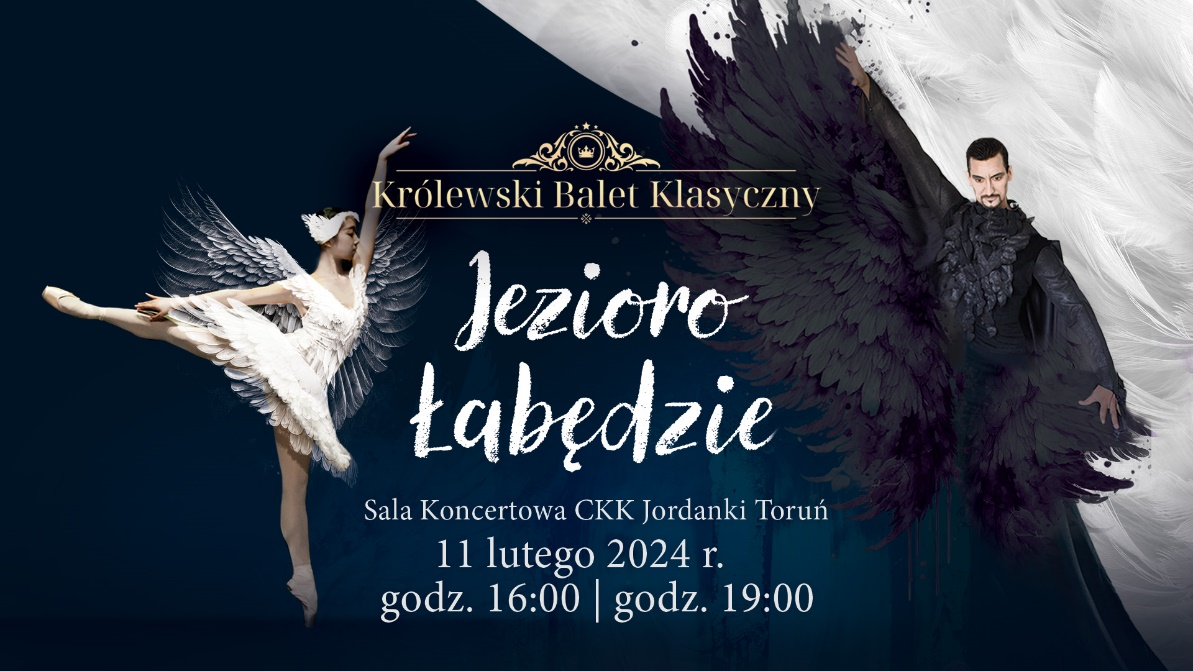 Królewski Balet Klasyczny
Jezioro
Łabędzie
Sala Koncertowa CKK Jordanki Toruń
11 lutego 2024 r.
godz. 16:00 | godz. 19:00